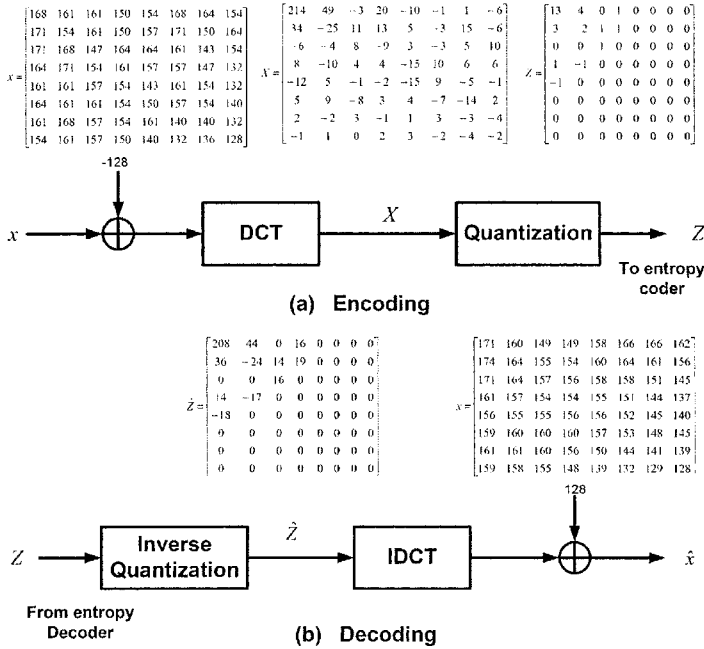 x=
168 161 161 150 154 168 164 154
171 154 161 150 157 171 150 164
171 168 147 164 164 161 143 154
164 171 154 161 157 157 147 132
161 161 157 154 143 161 154 132
164 161 161 154 150 157 154 140
161 168 157 154 161 140 140 132
154 161 157 150 140 132 136 128
X=
214 49 -3 20 -10 -1 1 -6
34 -25 11 13 5 -3 15 -6
-6 -4 8 -9 3 -3 5 10
8 -10 4 4 -15 10 6 6
-12 5 -1 -2 -15 9 -5 -1
5 9 -8 3 4 -7 -14 2
2 -2 3 -1 1 3 -3 -4
-1 1 0 2 3 -2 -4 -2
Z=
13 4 0 1 0 0 0 0
3 2 1 1 0 0 0 0
0 0 1 0 0 0 0 0
1 -1 0 0 0 0 0 0
-1 0 0 0 0 0 0 0
0 0 0 0 0 0 0 0
0 0 0 0 0 0 0 0
0 0 0 0 0 0 0 0
-128
x
DCT
X
Quantization
Z
To entropy
coder
(a) Encoding
Ẑ=
208 44 0 16 0 0 0 0
36 -24 14 19 0 0 0 0
0 0 16 0 0 0 0 0
14 -17 0 0 0 0 0 0
-18 0 0 0 0 0 0 0
0 0 0 0 0 0 0 0
0 0 0 0 0 0 0 0
0 0 0 0 0 0 0 0
x=
171 160 149 149 158 166 166 162
174 164 155 154 160 164 161 156
171 164 157 156 158 158 151 145
161 157 154 154 155 151 144 137
156 155 155 156 156 152 145 140
159 160 160 160 157 153 148 145
161 161 160 156 150 144 141 139
159 158 155 148 139 132 129 128
128
Z
Inverse
Quantization
Ẑ
IDCT
x̂
From entropy
Decoder
(b) Decoding